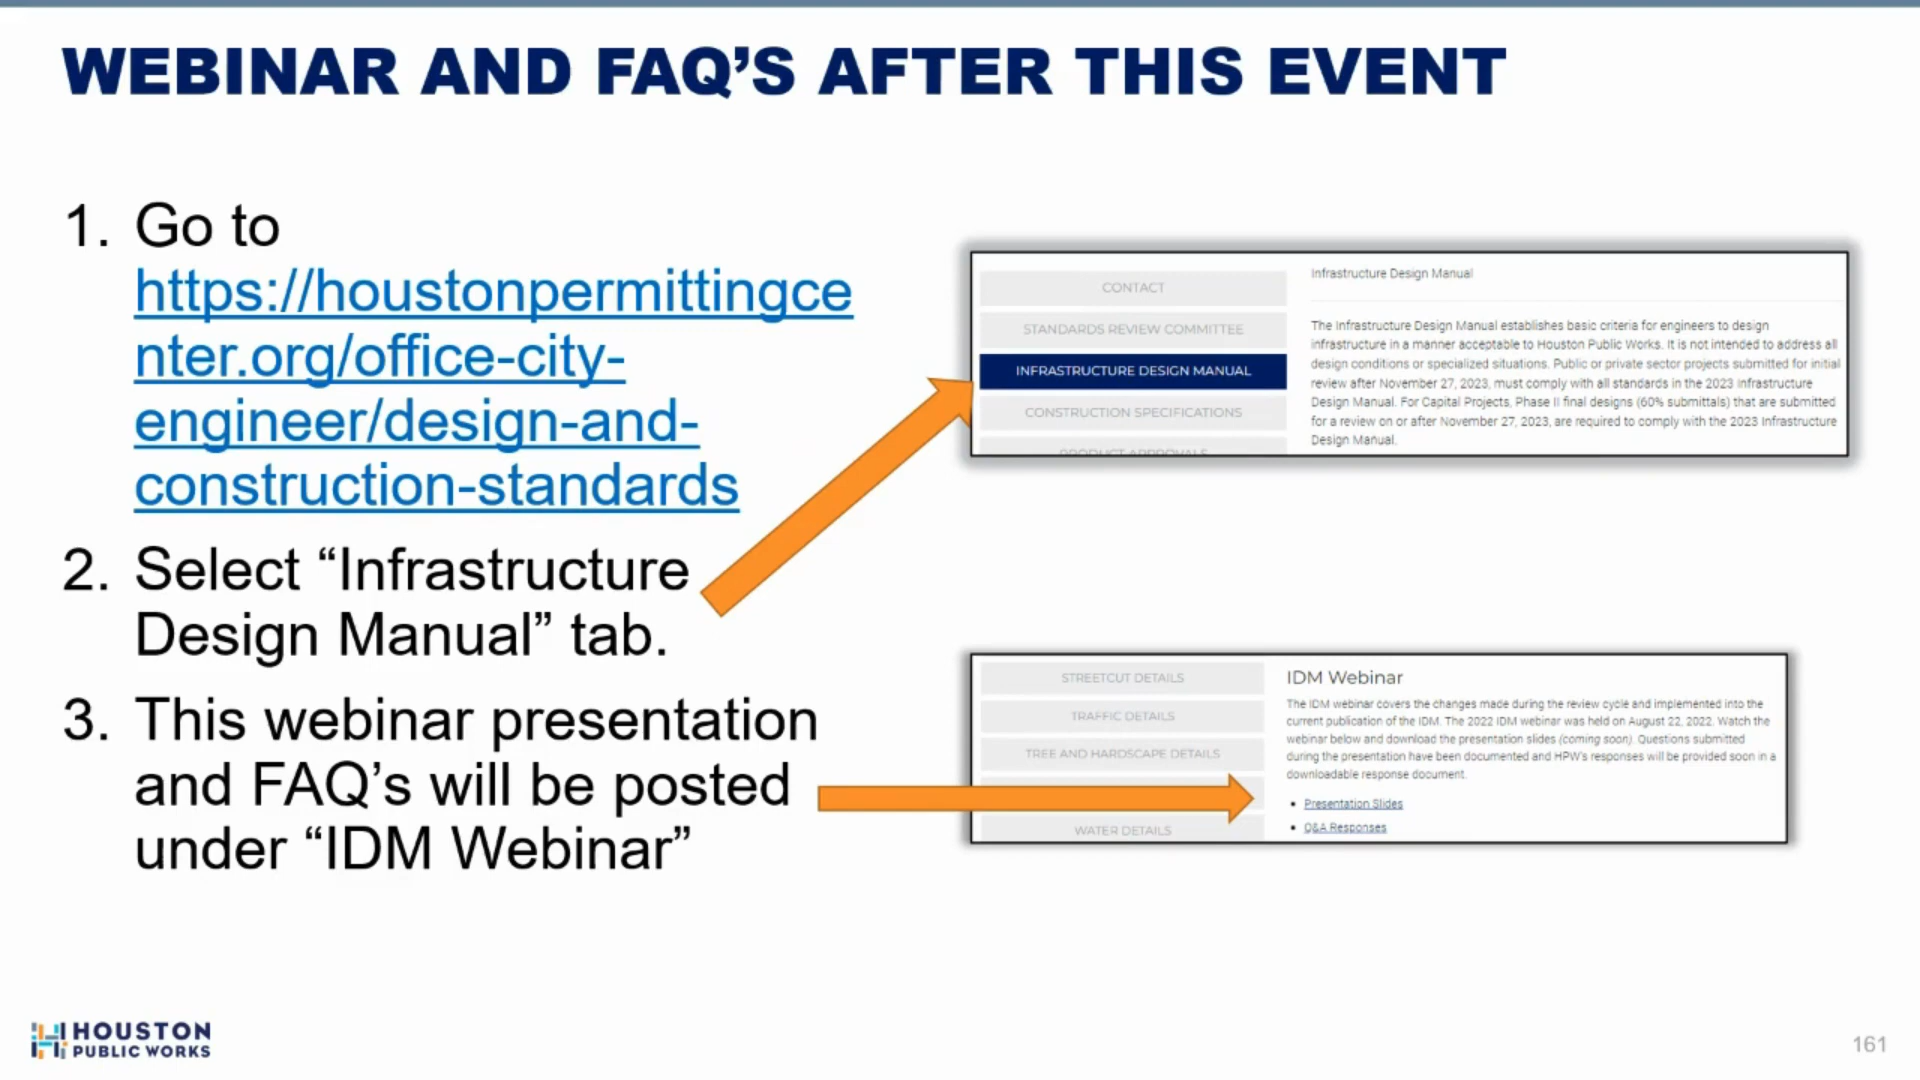 WEBINAR AND FAQ’S AFTER THIS EVENT
1. Go to
https://houstonpermittingce
nter.org/office-city-
engineer/design-and-
construction-standards
2. Select “Infrastructure
Design Manual” tab.
3. This webinar presentation
and FAQ’s will be posted
under “IDM Webinar”
CONTACT
STANDARDS REVIEW COMMITTEE
INFRASTRUCTURE DESIGN MANUAL
CONSTRUCTION SPECIFICATIONS
PRODUCT APPROVALS
Infrastructure Design Manual
The Infrastructure Design Manual establishes basic criteria for engineers to design
infrastructure in a manner acceptable to Houston Public Works. It is not intended to address all
design conditions or specialized situations. Public or private sector projects submitted for initial
review after November 27, 2023, must comply with all standards in the 2023 Infrastructure
Design Manual. For Capital Projects, Phase II final designs (60% submittals) that are submitted
for a review on or after November 27, 2023, are required to comply with the 2023 Infrastructure
Design Manual.
STREETCUT DETAILS
TRAFFIC DETAILS
TREE AND HARDSCAPE DETAILS
WATER DETAILS
IDM Webinar
The IDM webinar covers the changes made during the review cycle and implemented into the
current publication of the IDM. The 2022 IDM webinar was held on August 22, 2022. Watch the
webinar below and download the presentation slides (coming soon). Questions submitted
during the presentation have been documented and HPW's responses will be provided soon in a
downloadable response document.
• Presentation Slides
• Q&A Responses
HOUSTON
PUBLIC WORKS
161